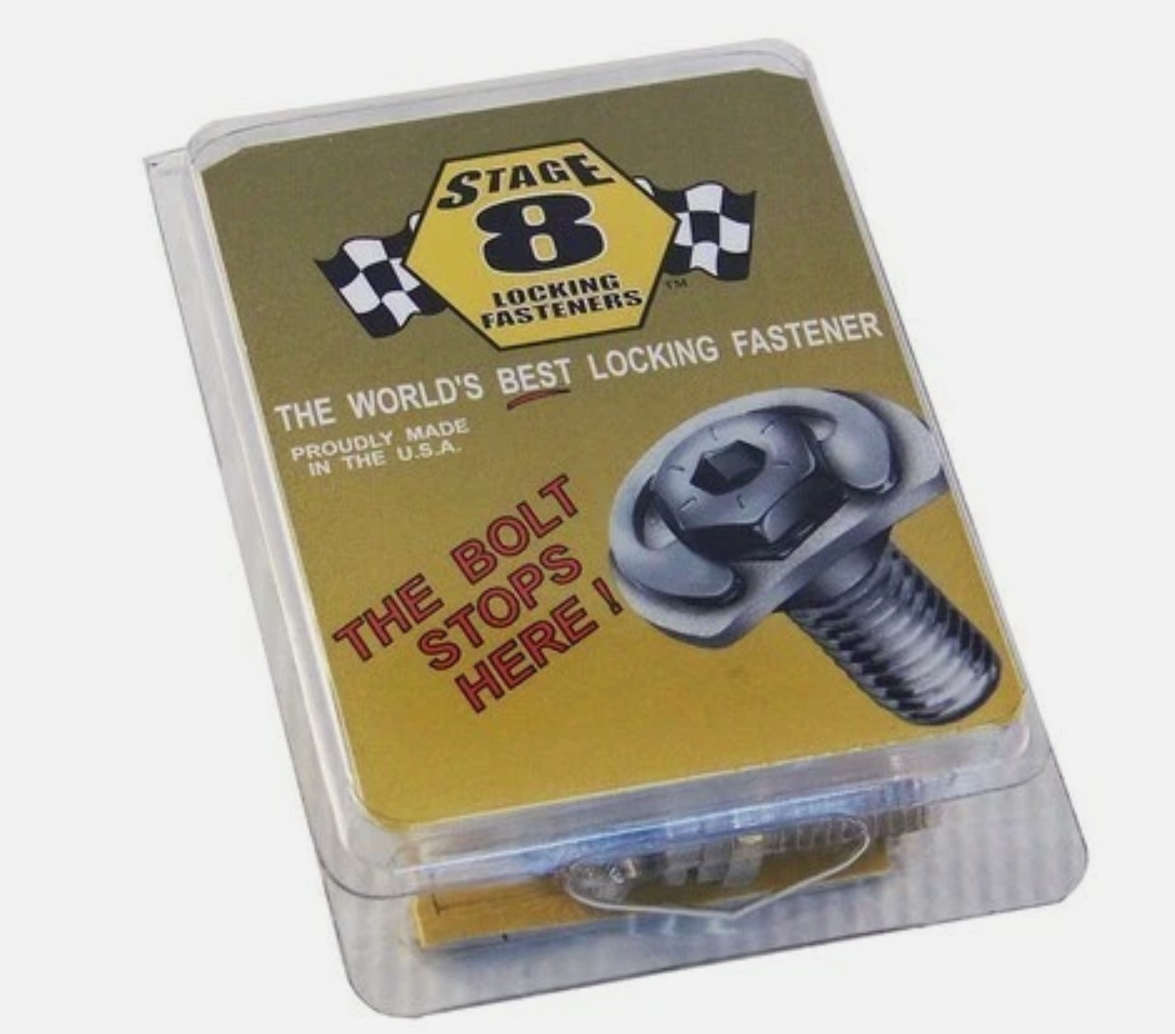 STAGE
8
LOCKING
FASTENERS
TM
THE WORLD'S BEST LOCKING FASTENER
PROUDLY MADE
IN THE U.S.A.
THE BOLT
STOPS
HERE !